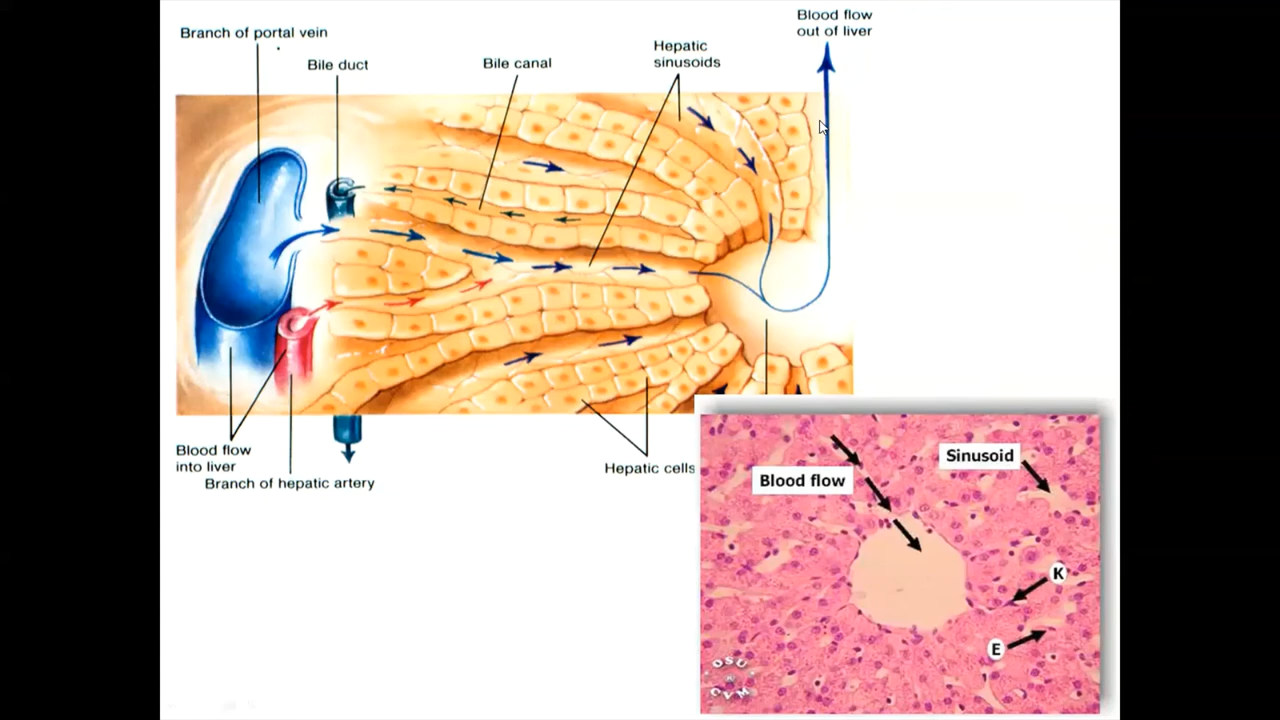 Branch of portal vein
Bile duct
Bile canal
Hepatic
sinusoids
Blood flow
out of liver
Blood flow
into liver
Branch of hepatic artery
Hepatic cells
Blood flow
Sinusoid
K
E
OSU
CVM